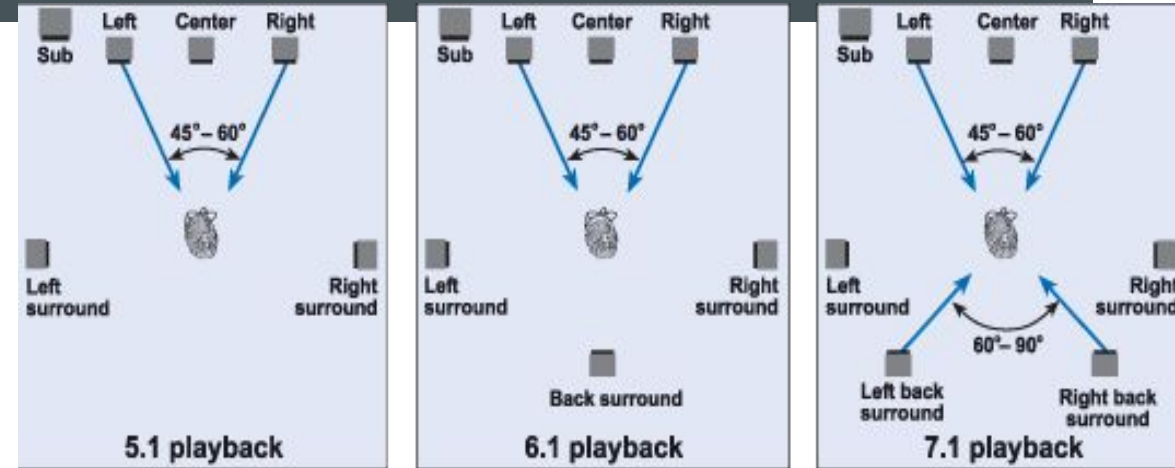 Left Center Right
Sub
45°– 60°
Left
surround
Right
surround
5.1 playback
Left Center Right
Sub
45°– 60°
Left
surround
Right
surround
Back surround
6.1 playback
Left Center Right
Sub
45°– 60°
Left
surround
Right
surround
60°– 90°
Left back
surround
Right back
surround
7.1 playback